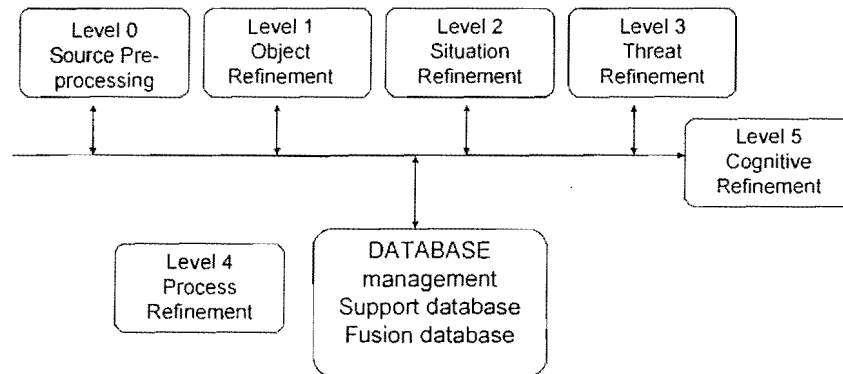 Level 0
Source Pre-
processing
Level 1
Object
Refinement
Level 2
Situation
Refinement
Level 3
Threat
Refinement
Level 5
Cognitive
Refinement
Level 4
Process
Refinement
DATABASE
management
Support database
Fusion database